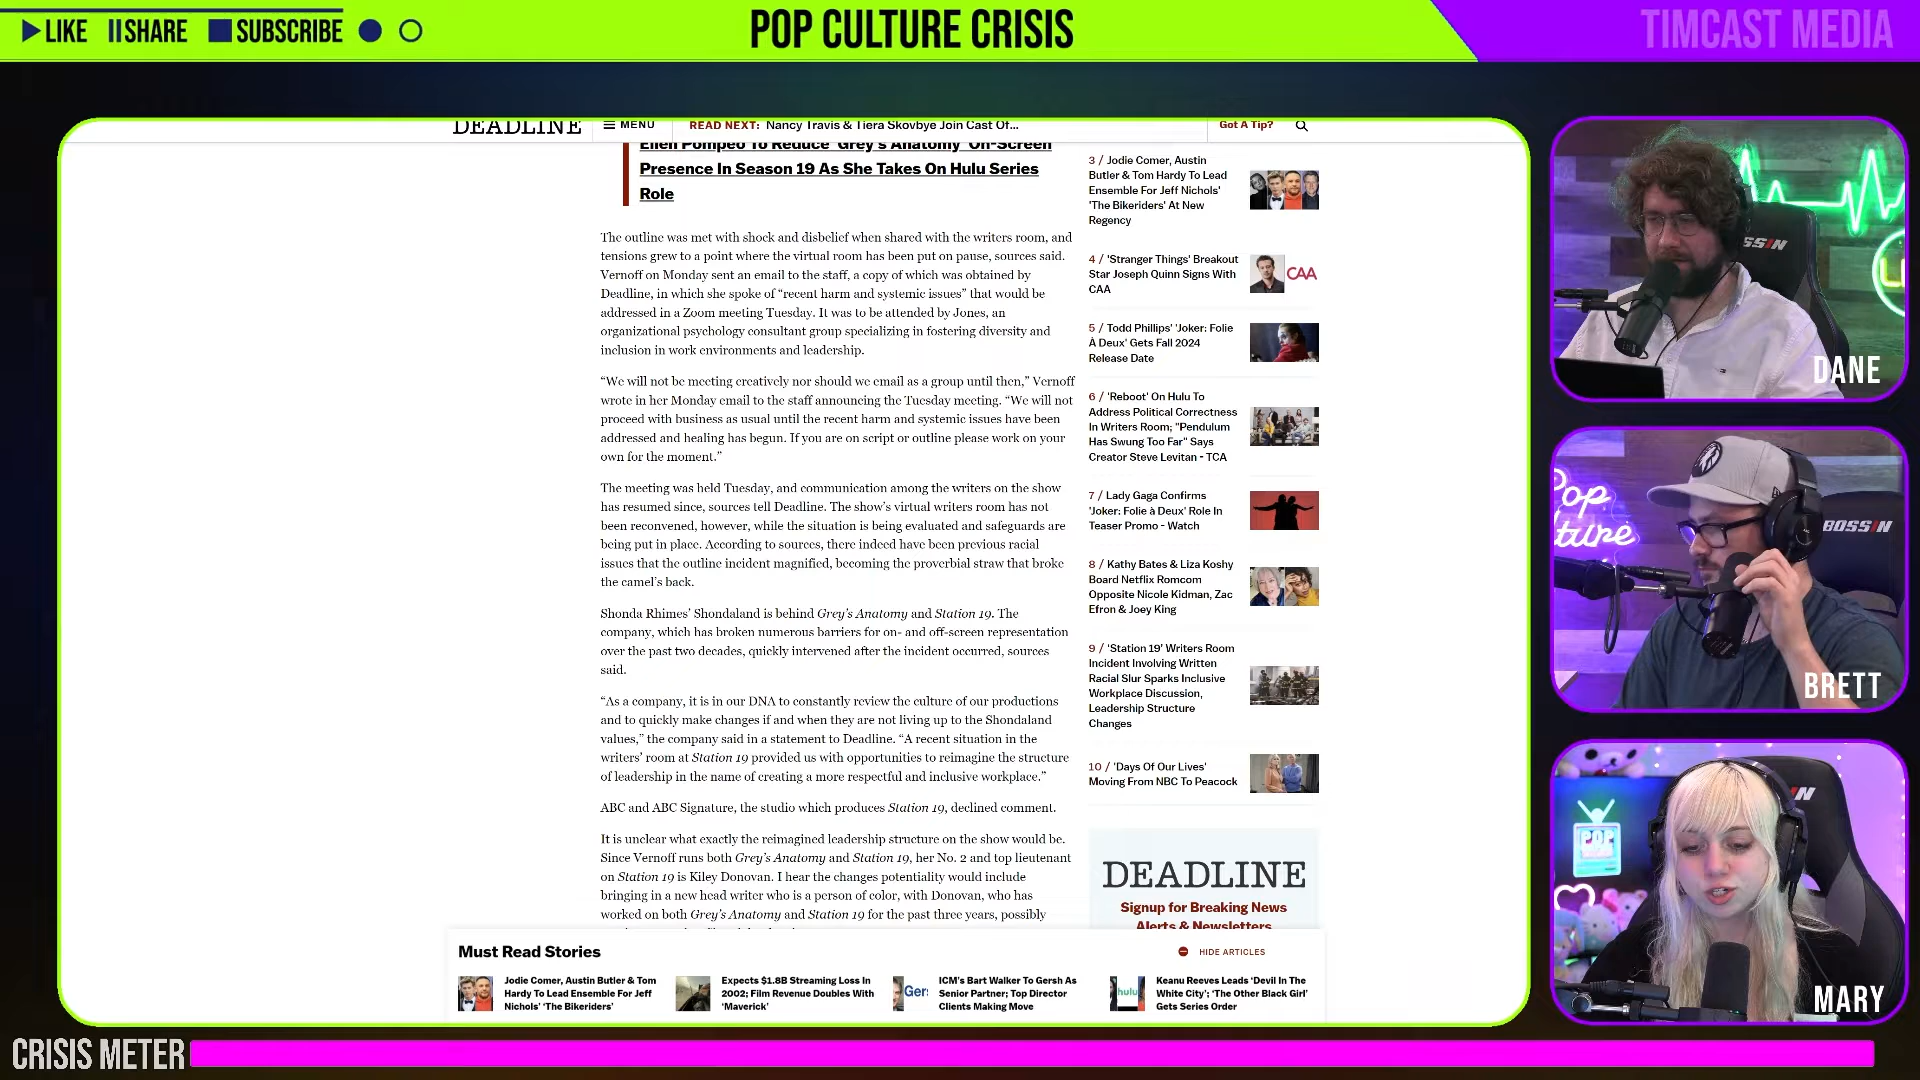 LIKE SHARE SUBSCRIBE
POP CULTURE CRISIS
TIMCAST MEDIA
DEADLINE
MENU
READ NEXT: Nancy Travis & Tiera Skovbye Join Cast Of...
Got A Tip?
Ellen Pompeo To Reduce 'Grey's Anatomy' On-Screen
Presence In Season 19 As She Takes On Hulu Series
Role
The outline was met with shock and disbelief when shared with the writers room, and
tensions grew to a point where the virtual room has been put on pause, sources said.
Vernoff on Monday sent an email to the staff, a copy of which was obtained by
Deadline, in which she spoke of “recent harm and systemic issues” that would be
addressed in a Zoom meeting Tuesday. It was to be attended by Jones, an
organizational psychology consultant group specializing in fostering diversity and
inclusion in work environments and leadership.
“We will not be meeting creatively nor should we email as a group until then,” Vernoff
wrote in her Monday email to the staff announcing the Tuesday meeting. “We will not
proceed with business as usual until the recent harm and systemic issues have been
addressed and healing has begun. If you are on script or outline please work on your
own for the moment.”
The meeting was held Tuesday, and communication among the writers on the show
has resumed since, sources tell Deadline. The show’s virtual writers room has not
been reconvened, however, while the situation is being evaluated and safeguards are
being put in place. According to sources, there indeed have been previous racial
issues that the outline incident magnified, becoming the proverbial straw that broke
the camel’s back.
Shonda Rhimes’ Shondaland is behind Grey’s Anatomy and Station 19. The
company, which has broken numerous barriers for on- and off-screen representation
over the past two decades, quickly intervened after the incident occurred, sources
said.
“As a company, it is in our DNA to constantly review the culture of our productions
and to quickly make changes if and when they are not living up to the Shondaland
values,” the company said in a statement to Deadline. “A recent situation in the
writers’ room at Station 19 provided us with opportunities to reimagine the structure
of leadership in the name of creating a more respectful and inclusive workplace.”
ABC and ABC Signature, the studio which produces Station 19, declined comment.
It is unclear what exactly the reimagined leadership structure on the show would be.
Since Vernoff runs both Grey’s Anatomy and Station 19, her No. 2 and top lieutenant
on Station 19 is Kiley Donovan. I hear the changes potentiality would include
bringing in a new head writer who is a person of color, with Donovan, who has
worked on both Grey’s Anatomy and Station 19 for the past three years, possibly
3 / Jodie Comer, Austin
Butler & Tom Hardy To Lead
Ensemble For Jeff Nichols'
'The Bikeriders' At New
Regency
4 / 'Stranger Things' Breakout
Star Joseph Quinn Signs With
CAA
CAA
5 / Todd Phillips' 'Joker: Folie
À Deux' Gets Fall 2024
Release Date
6 / 'Reboot' On Hulu To
Address Political Correctness
In Writers Room; "Pendulum
Has Swung Too Far" Says
Creator Steve Levitan - TCA
7 / Lady Gaga Confirms
'Joker: Folie à Deux' Role In
Teaser Promo - Watch
8 / Kathy Bates & Liza Koshy
Board Netflix Romcom
Opposite Nicole Kidman, Zac
Efron & Joey King
9 / 'Station 19' Writers Room
Incident Involving Written
Racial Slur Sparks Inclusive
Workplace Discussion,
Leadership Structure
Changes
10 / 'Days Of Our Lives'
Moving From NBC To Peacock
DEADLINE
Signup for Breaking News
Alerts & Newsletters
Must Read Stories
HIDE ARTICLES
Jodie Comer, Austin Butler & Tom
Hardy To Lead Ensemble For Jeff
Nichols' 'The Bikeriders'
Expects $1.8B Streaming Loss In
2002; Film Revenue Doubles With
'Maverick'
Ger
ICM's Bart Walker To Gersh As
Senior Partner; Top Director
Clients Making Move
hulu
Keanu Reeves Leads 'Devil In The
White City'; 'The Other Black Girl'
Gets Series Order
DANE
Pop
BOSSIN
BRETT
POP
MARY
CRISIS METER